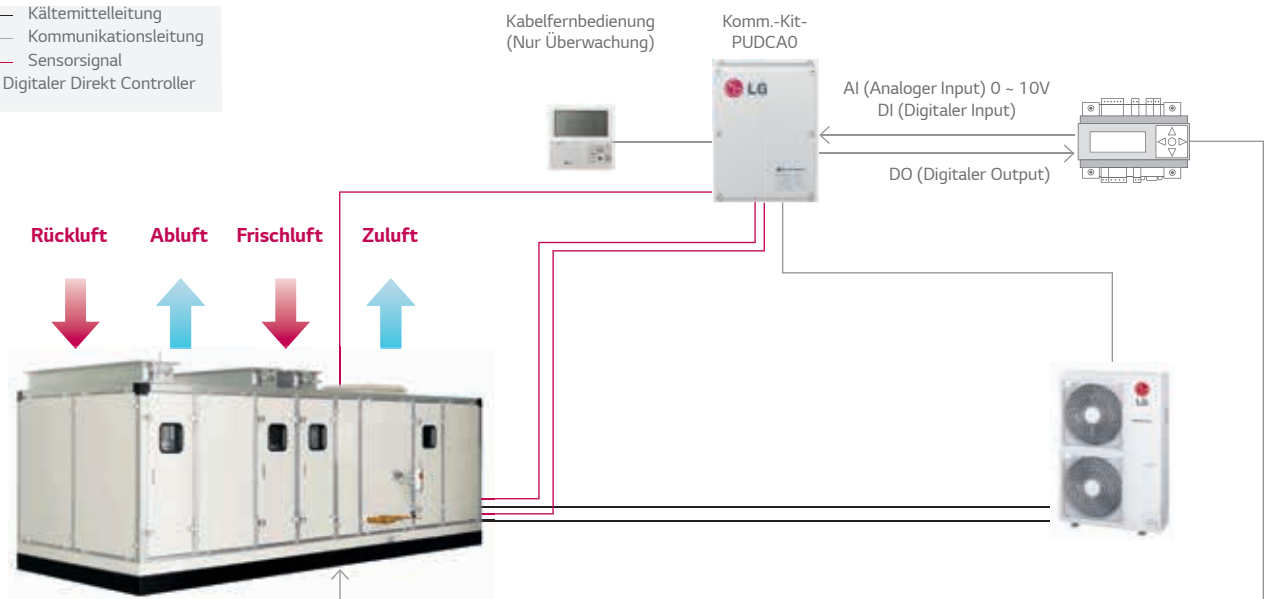 Kältemittelleitung
Kommunikationsleitung
Sensorsignal
Digitaler Direkt Controller
Kabelfernbedienung
(Nur Überwachung)
Komm.-Kit-
PUDCA0
LG
AI (Analoger Input) 0 ~ 10V
DI (Digitaler Input)
DO (Digitaler Output)
Rückluft Abluft Frischluft Zuluft
LG